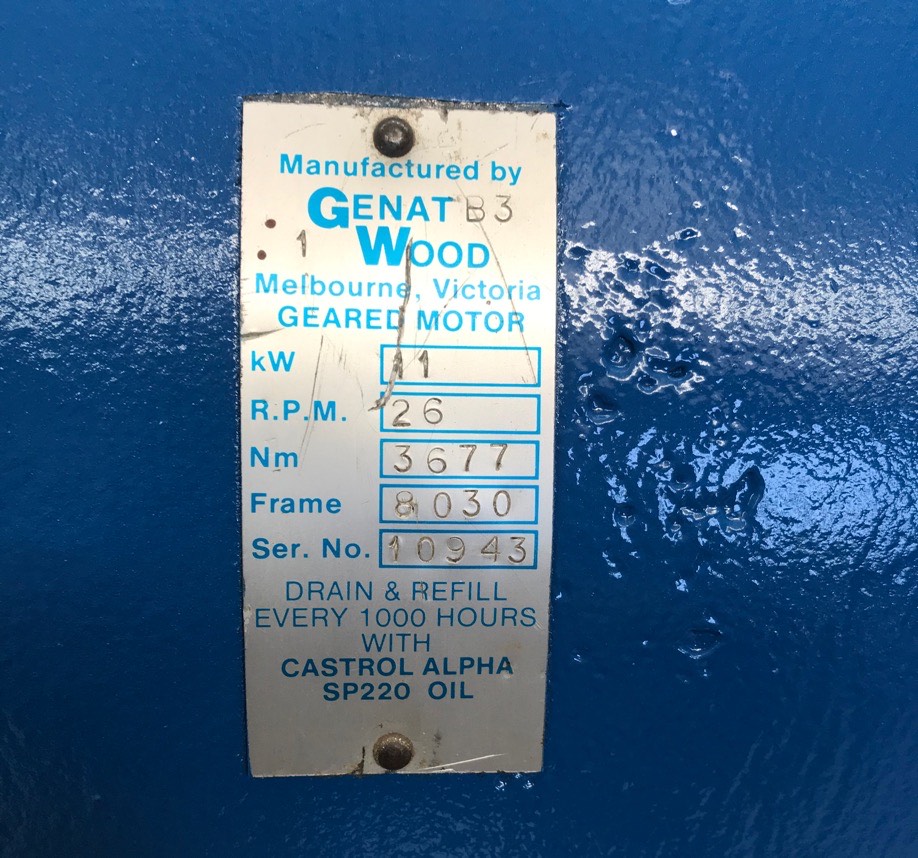 Manufactured by
GENAT B3
1 WOOD
Melbourne, Victoria
GEARED MOTOR
kW 11
R.P.M. 26
Nm 3677
Frame 8030
Ser. No. 10943
DRAIN & REFILL
EVERY 1000 HOURS
WITH
CASTROL ALPHA
SP220 OIL